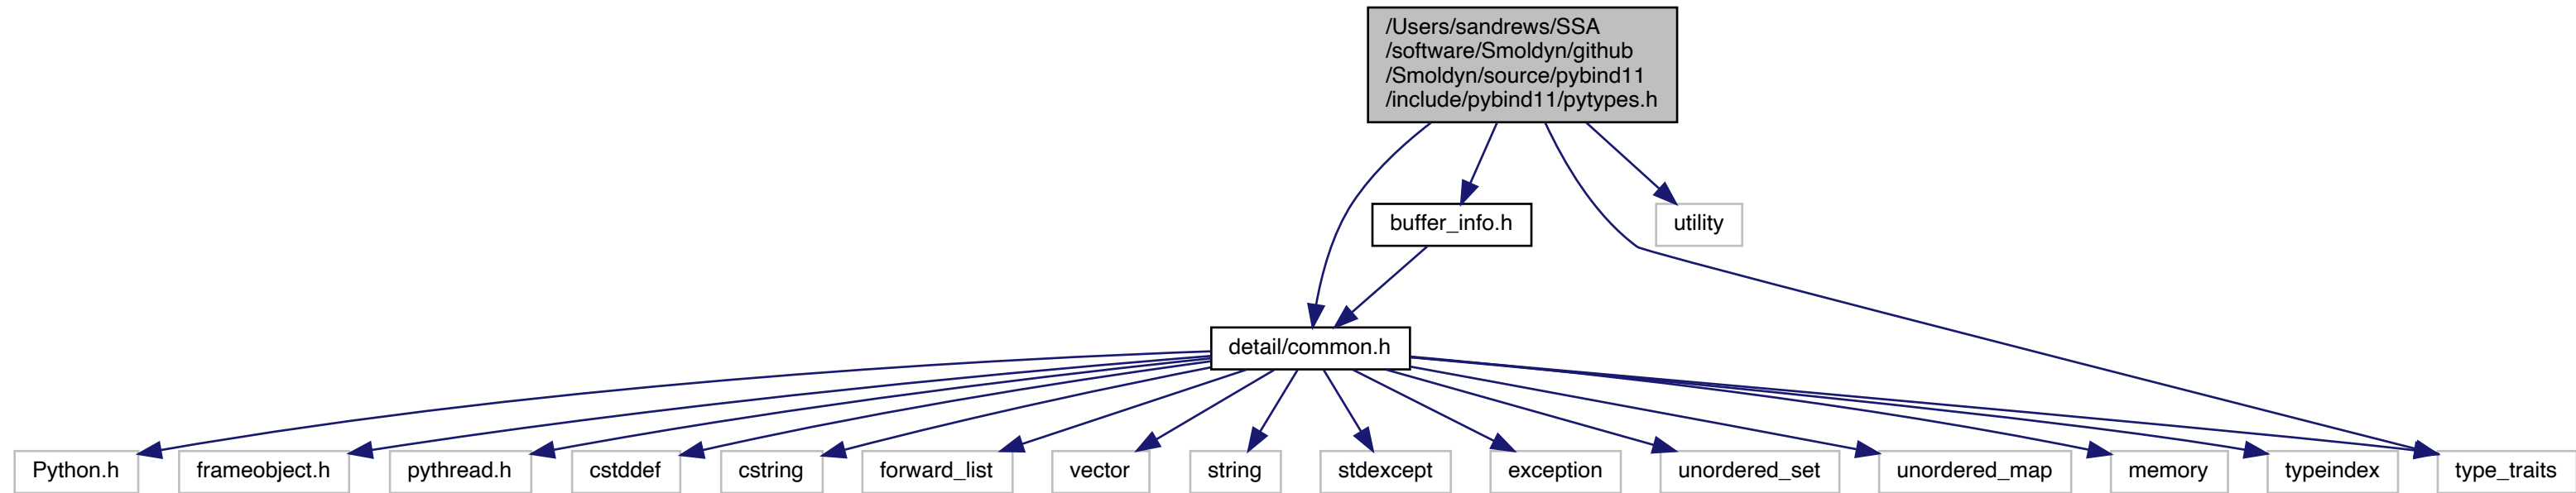 /Users/sandrews/SSA
/software/Smoldyn/github
/Smoldyn/source/pybind11
/include/pybind11/pytypes.h
buffer_info.h
utility
detail/common.h
Python.h
frameobject.h
pythread.h
cstddef
cstring
forward_list
vector
string
stdexcept
exception
unordered_set
unordered_map
memory
typeindex
type_traits